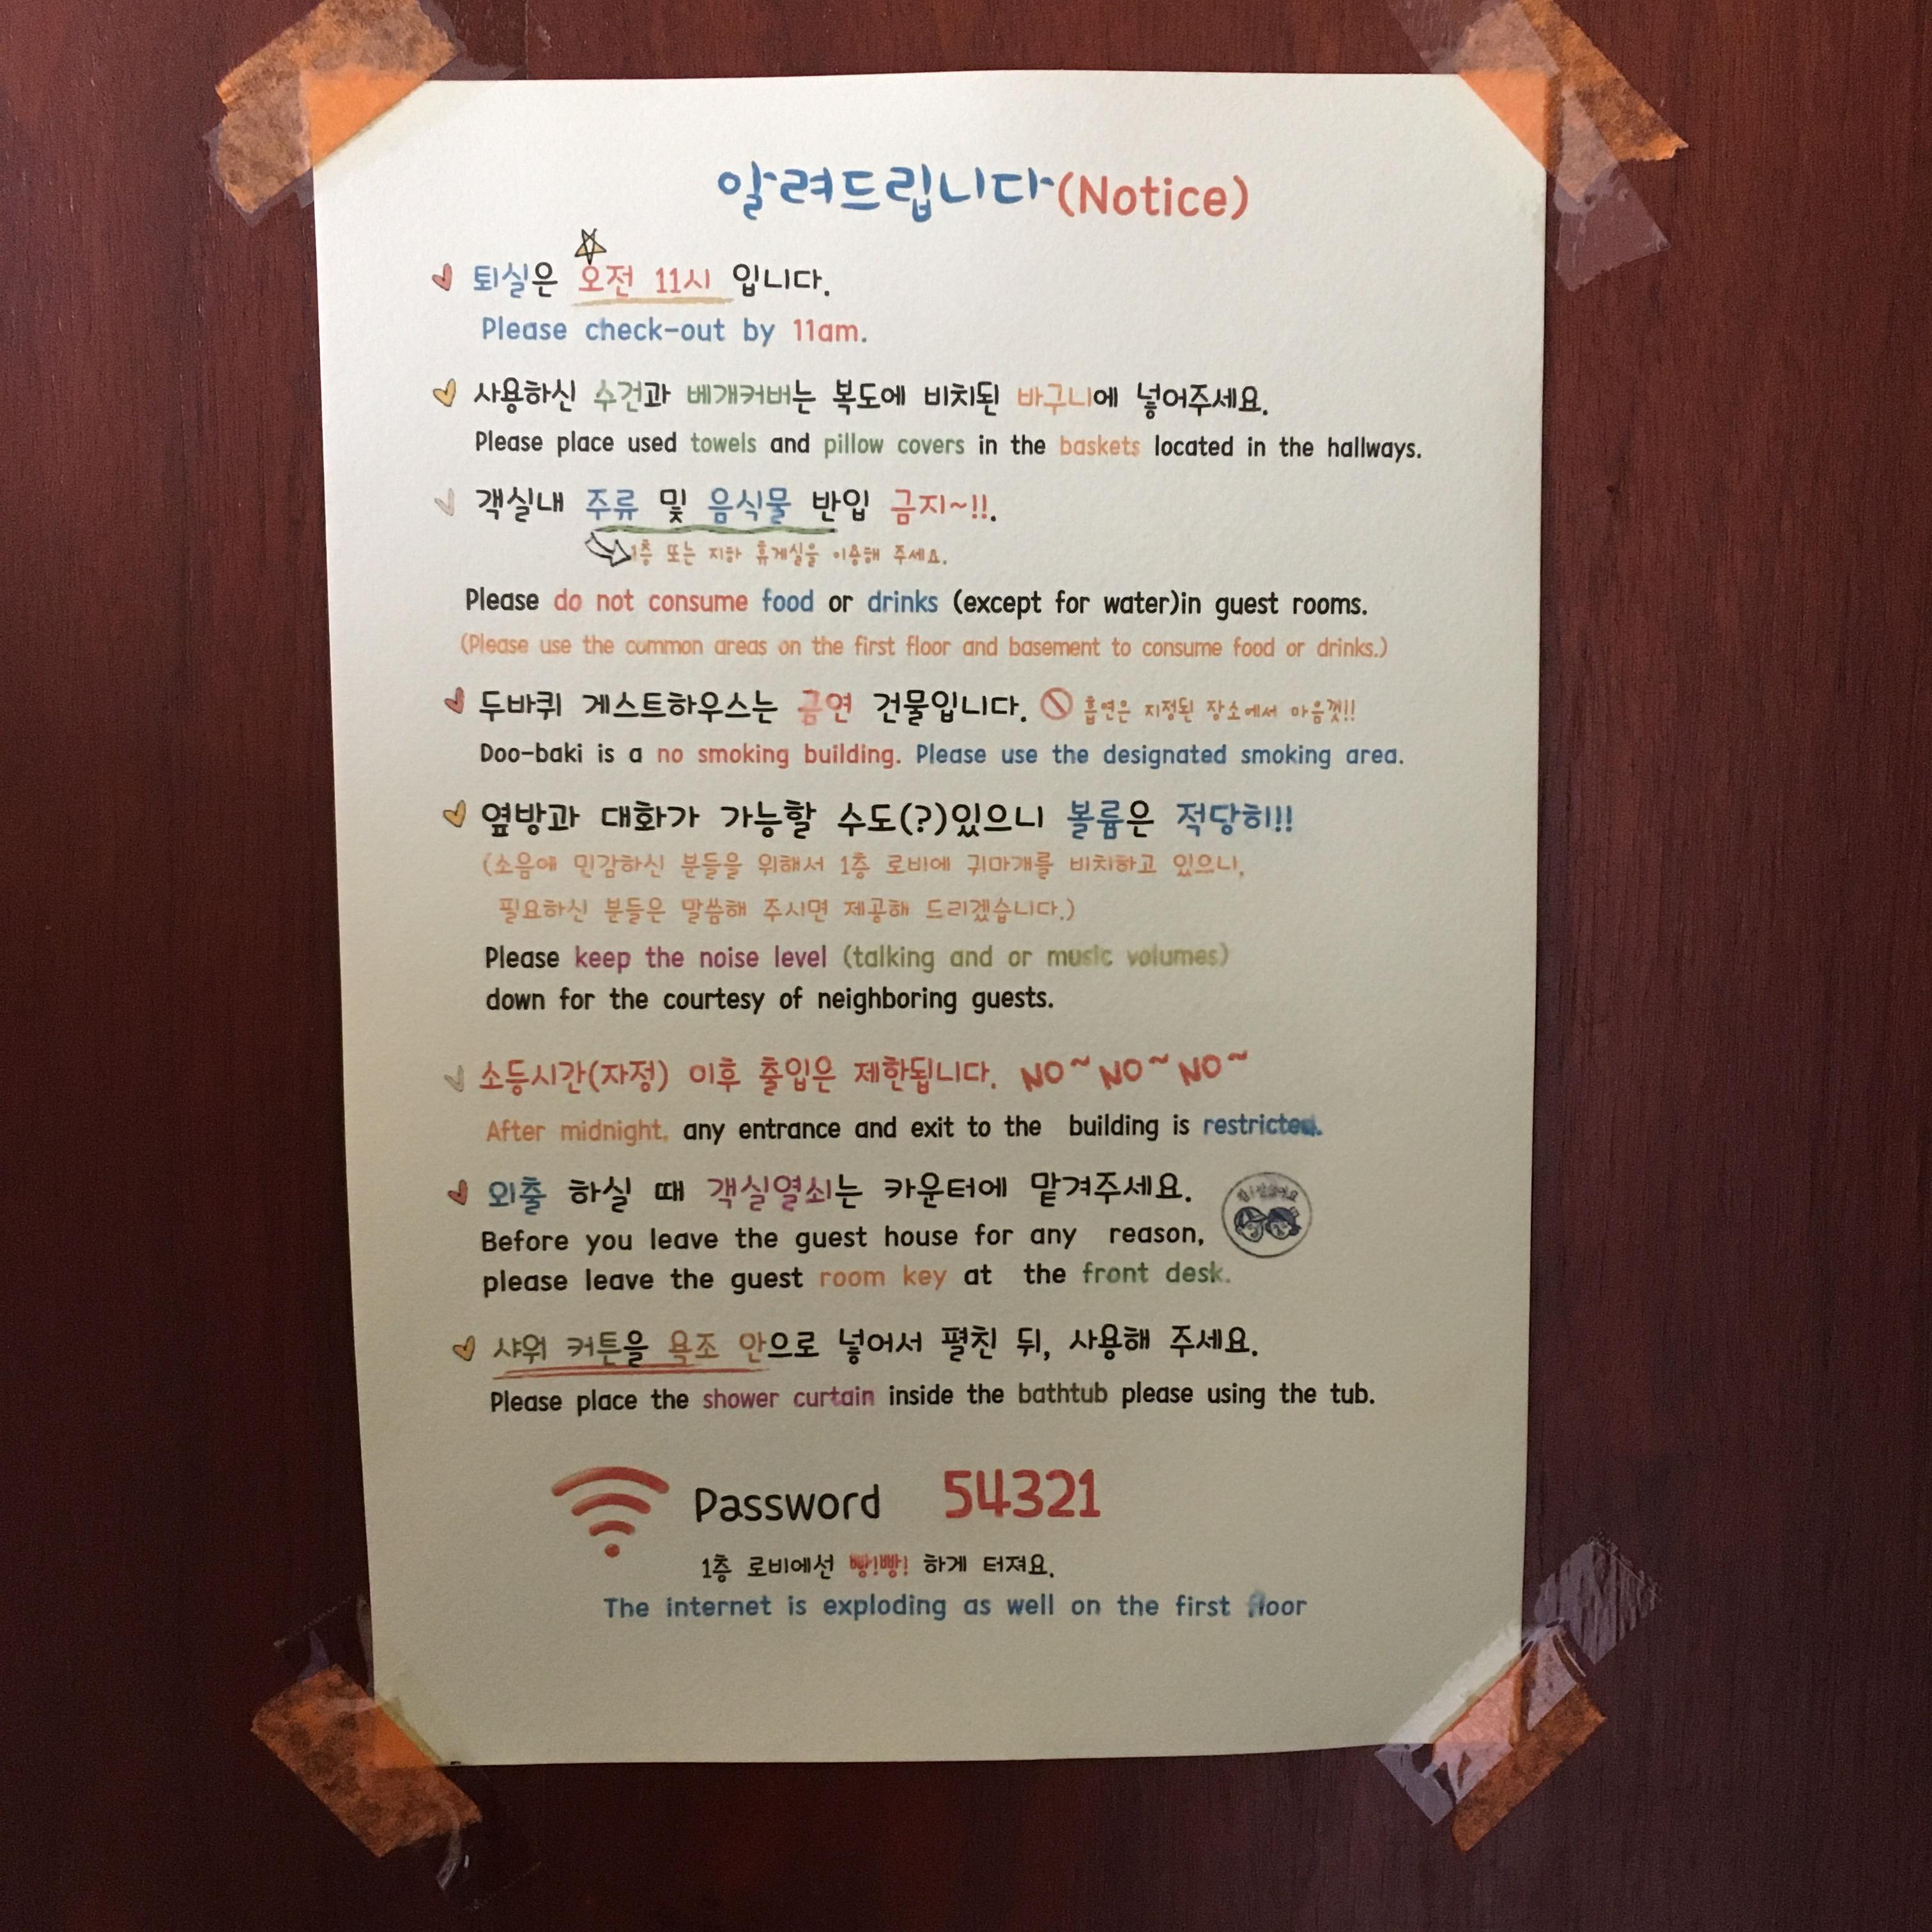 알려드립니다(Notice)
퇴실은 오전 11시 입니다.
Please check-out by 11am.
사용하신 수건과 베개커버는 복도에 비치된 바구니에 넣어주세요.
Please place used towels and pillow covers in the baskets located in the hallways.
객실내 주류 및 음식물 반입 금지~!!.
1층 또는 지하 휴게실을 이용해 주세요.
Please do not consume food or drinks (except for water)in guest rooms.
(Please use the common areas on the first floor and basement to consume food or drinks.)
두바퀴 게스트하우스는 금연 건물입니다. 흡연은 지정된 장소에서 마음껏!!
Doo-baki is a no smoking building. Please use the designated smoking area.
옆방과 대화가 가능할 수도(?)있으니 볼륨은 적당히!!
(소음에 민감하신 분들을 위해서 1층 로비에 귀마개를 비치하고 있으니,
필요하신 분들은 말씀해 주시면 제공해 드리겠습니다.)
Please keep the noise level (talking and or music volumes)
down for the courtesy of neighboring guests.
소등시간(자정) 이후 출입은 제한됩니다. NO~ NO~ NO~
After midnight, any entrance and exit to the building is restricted.
외출 하실 때 객실열쇠는 카운터에 맡겨주세요.
Before you leave the guest house for any reason,
please leave the guest room key at the front desk.
샤워 커튼을 욕조 안으로 넣어서 펼친 뒤, 사용해 주세요.
Please place the shower curtain inside the bathtub please using the tub.
Password 54321
1층 로비에선 빵!빵! 하게 터져요.
The internet is exploding as well on the first floor